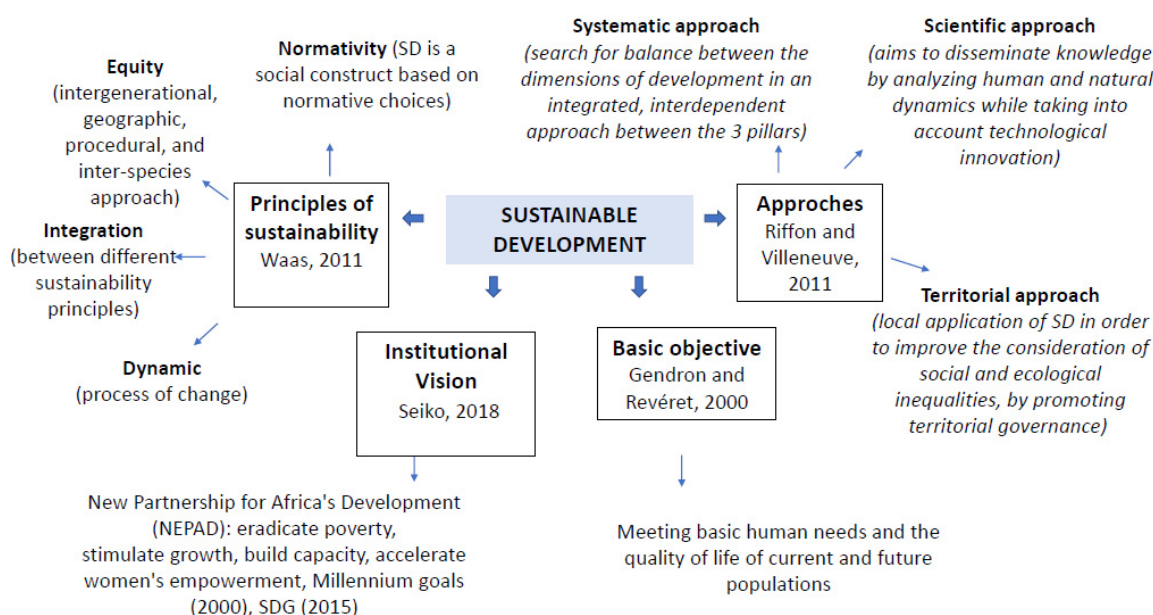 SUSTAINABLE
DEVELOPMENT
Principles of
sustainability
Waas, 2011
Normativity (SD is a
social construct based on
normative choices)
Equity
(intergenerational,
geographic,
procedural, and
inter-species
approach)
Integration
(between different
sustainability
principles)
Dynamic
(process of change)
Institutional
Vision
Seiko, 2018
New Partnership for Africa's Development
(NEPAD): eradicate poverty,
stimulate growth, build capacity, accelerate
women's empowerment, Millennium goals
(2000), SDG (2015)
Basic objective
Gendron and
Revéret, 2000
Meeting basic human needs and the
quality of life of current and future
populations
Approches
Riffon and
Villeneuve,
2011
Systematic approach
(search for balance between the
dimensions of development in an
integrated, interdependent
approach between the 3 pillars)
Scientific approach
(aims to disseminate knowledge
by analyzing human and natural
dynamics while taking into
account technological
innovation)
Territorial approach
(local application of SD in order
to improve the consideration of
social and ecological
inequalities, by promoting
territorial governance)